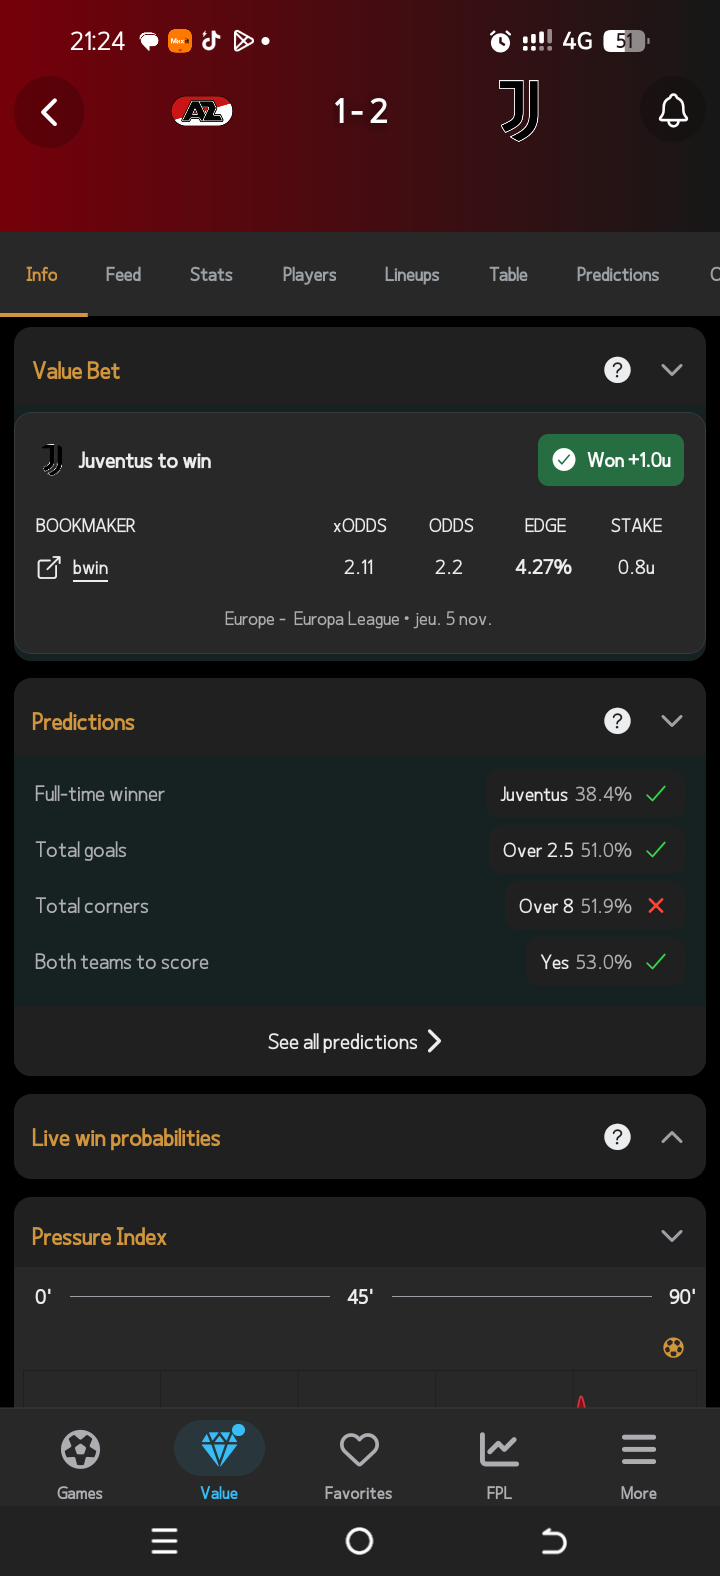 21:24 4G 51
AZ 1 - 2
Info Feed Stats Players Lineups Table Predictions
Value Bet ?
Juventus to win Won +1.0u
BOOKMAKER xODDS ODDS EDGE STAKE
bwin 2.11 2.2 4.27% 0.8u
Europe - Europa League • jeu. 5 nov.
Predictions ?
Full-time winner Juventus 38.4%
Total goals Over 2.5 51.0%
Total corners Over 8 51.9%
Both teams to score Yes 53.0%
See all predictions
Live win probabilities ?
Pressure Index
0' 45' 90'
Games Value Favorites FPL More